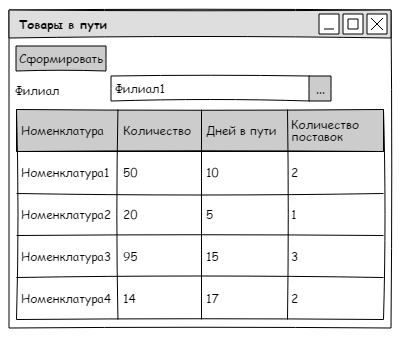 Товары в пути
Сформировать
Филиал Филиал1 ...
Номенклатура Количество Дней в пути Количество поставок
Номенклатура1 50 10 2
Номенклатура2 20 5 1
Номенклатура3 95 15 3
Номенклатура4 14 17 2